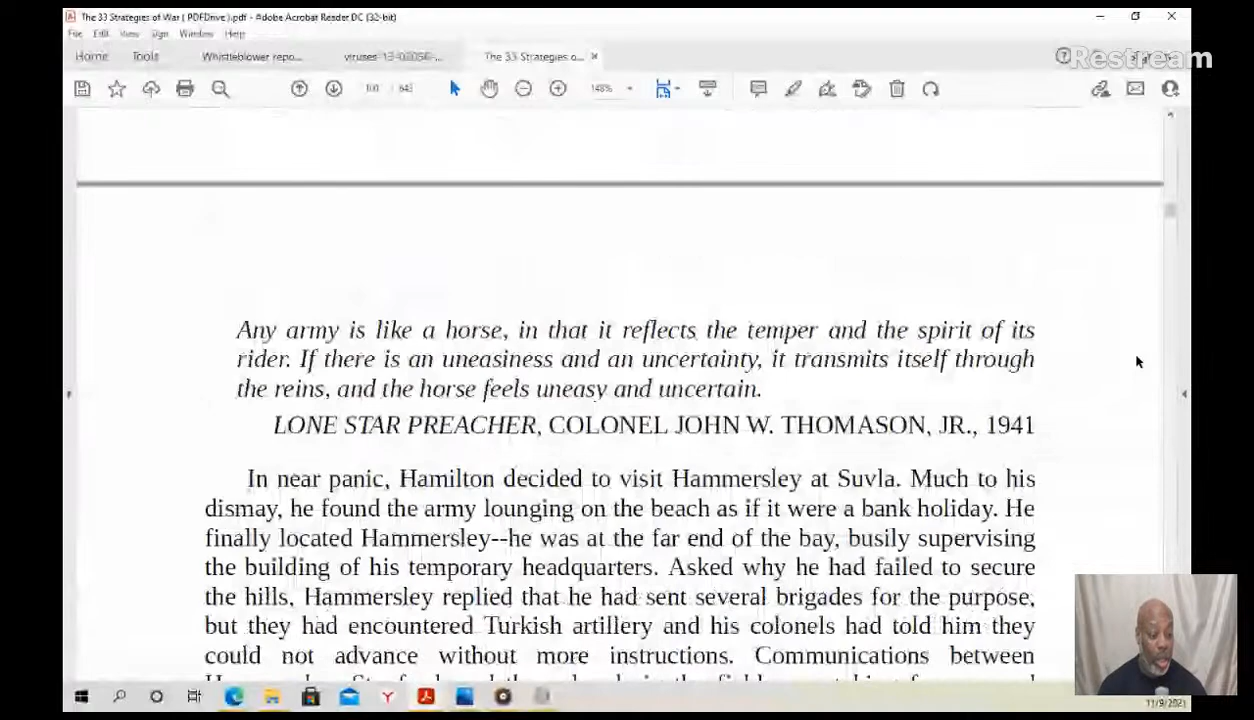 The 33 Strategies of War ( PDFDrive ).pdf - Adobe Acrobat Reader DC (32-bit)
File Edit View Sign Window Help
Home Tools Whistleblower repo... viruses-13-02056-... The 33 Strategies o... ×
Restream
148%
Any army is like a horse, in that it reflects the temper and the spirit of its
rider. If there is an uneasiness and an uncertainty, it transmits itself through
the reins, and the horse feels uneasy and uncertain.
LONE STAR PREACHER, COLONEL JOHN W. THOMASON, JR., 1941
In near panic, Hamilton decided to visit Hammersley at Suvla. Much to his
dismay, he found the army lounging on the beach as if it were a bank holiday. He
finally located Hammersley--he was at the far end of the bay, busily supervising
the building of his temporary headquarters. Asked why he had failed to secure
the hills, Hammersley replied that he had sent several brigades for the purpose,
but they had encountered Turkish artillery and his colonels had told him they
could not advance without more instructions. Communications between
11/9/2021